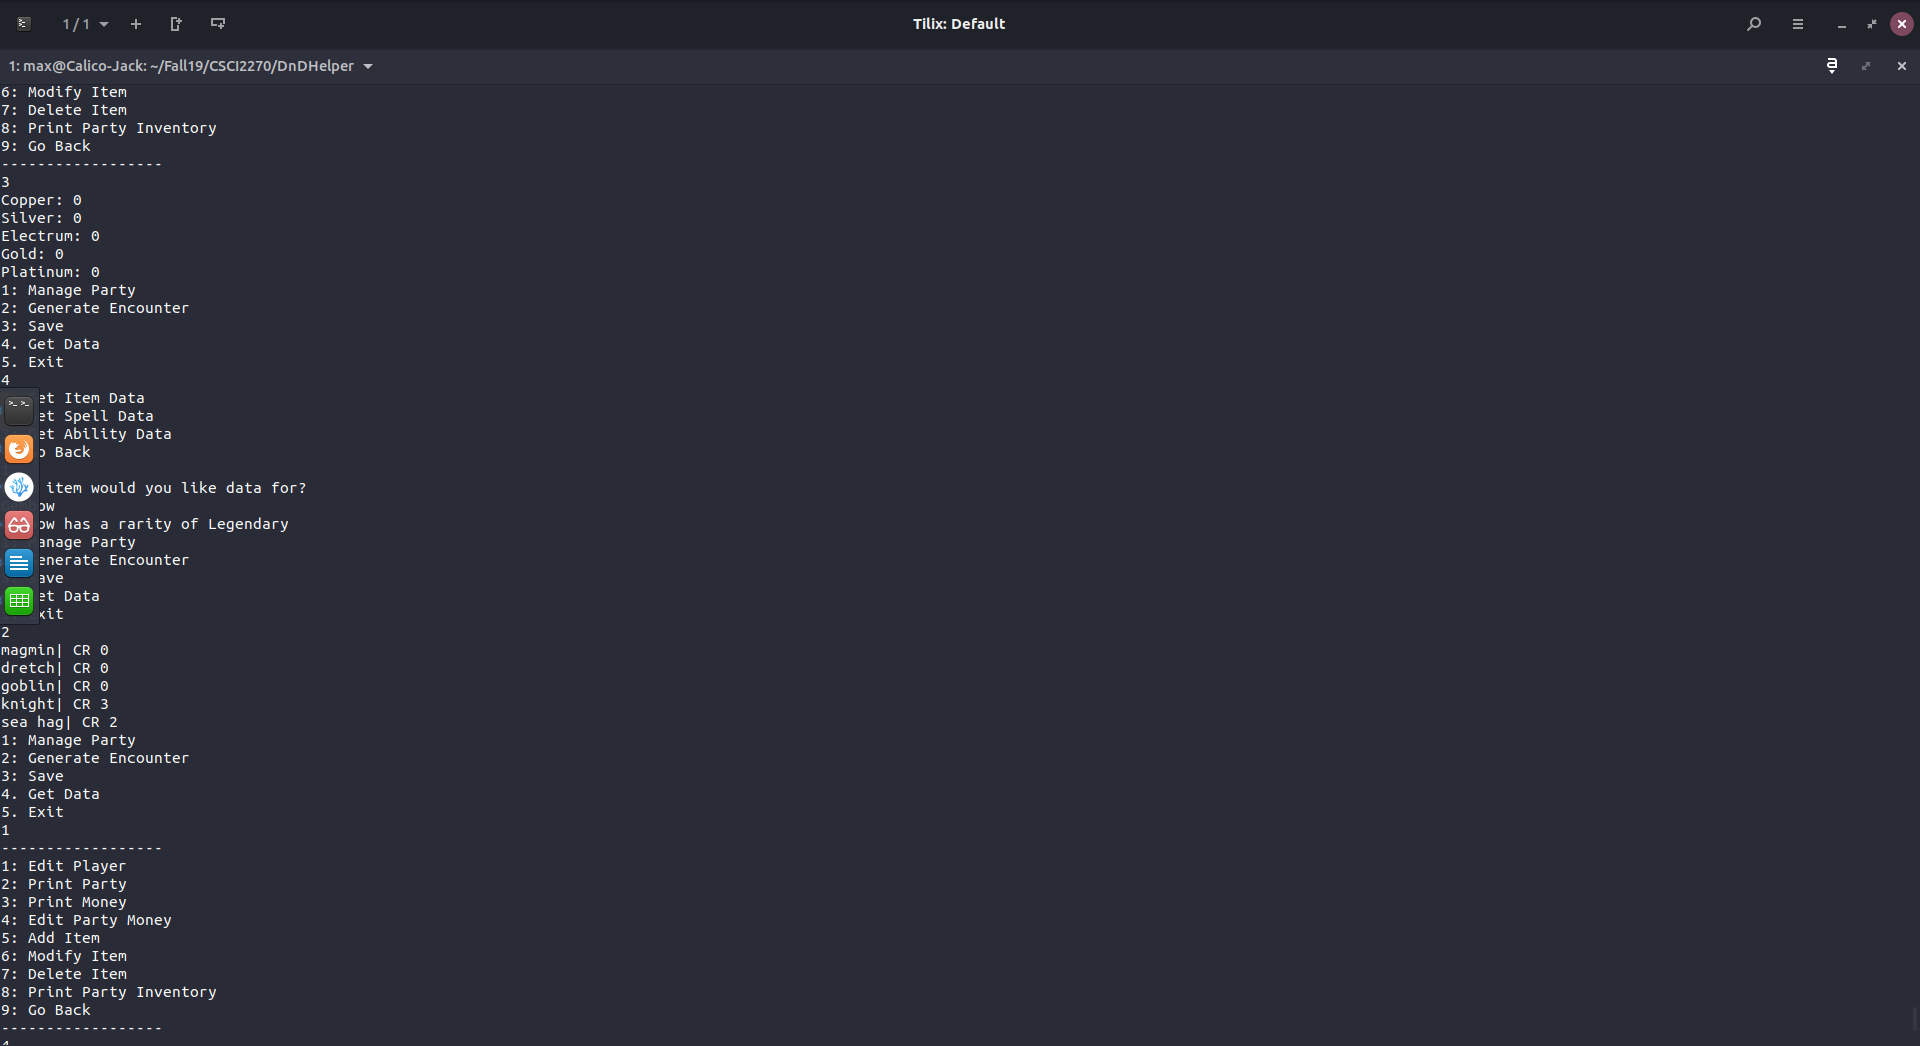 1 / 1
Tilix: Default
1: max@Calico-Jack: ~/Fall19/CSCI2270/DnDHelper
6: Modify Item
7: Delete Item
8: Print Party Inventory
9: Go Back
------------------
3
Copper: 0
Silver: 0
Electrum: 0
Gold: 0
Platinum: 0
1: Manage Party
2: Generate Encounter
3: Save
4. Get Data
5. Exit
4
et Item Data
et Spell Data
et Ability Data
o Back
item would you like data for?
ow
ow has a rarity of Legendary
anage Party
enerate Encounter
ave
et Data
xit
2
magmin| CR 0
dretch| CR 0
goblin| CR 0
knight| CR 3
sea hag| CR 2
1: Manage Party
2: Generate Encounter
3: Save
4. Get Data
5. Exit
1
------------------
1: Edit Player
2: Print Party
3: Print Money
4: Edit Party Money
5: Add Item
6: Modify Item
7: Delete Item
8: Print Party Inventory
9: Go Back
------------------